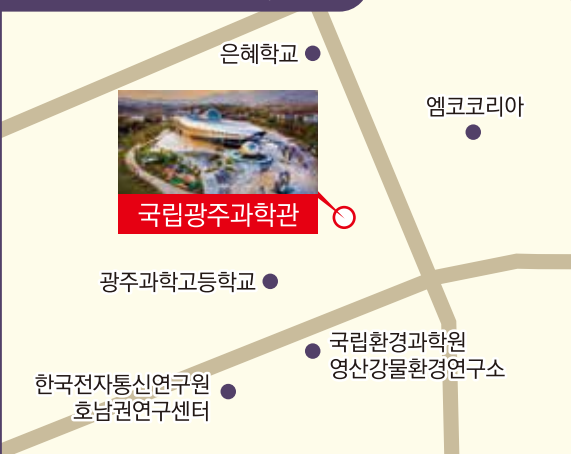 은혜학교
엠코코리아
국립광주과학관
광주과학고등학교
국립환경과학원
영산강물환경연구소
한국전자통신연구원
호남권연구센터